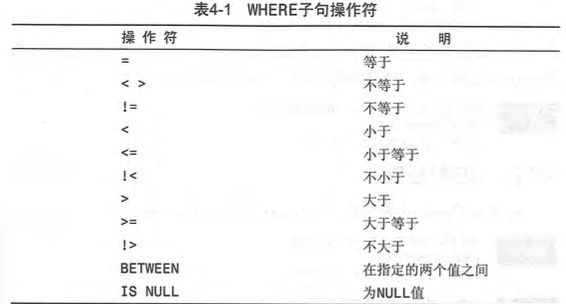 表4-1 WHERE子句操作符
操作符 说明
= 等于
< > 不等于
!= 不等于
< 小于
<= 小于等于
!< 不小于
> 大于
>= 大于等于
!> 不大于
BETWEEN 在指定的两个值之间
IS NULL 为NULL值